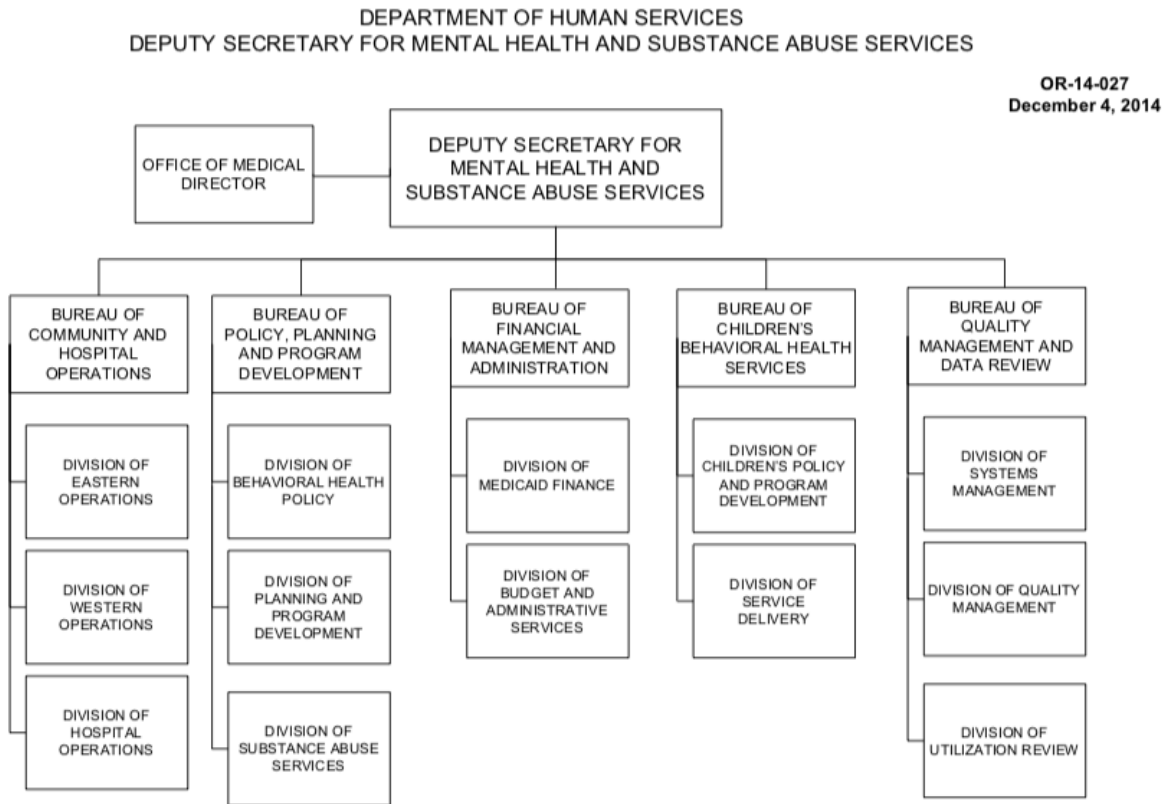 DEPARTMENT OF HUMAN SERVICES
DEPUTY SECRETARY FOR MENTAL HEALTH AND SUBSTANCE ABUSE SERVICES
OR-14-027
December 4, 2014
OFFICE OF MEDICAL
DIRECTOR
DEPUTY SECRETARY FOR
MENTAL HEALTH AND
SUBSTANCE ABUSE SERVICES
BUREAU OF
COMMUNITY AND
HOSPITAL
OPERATIONS
BUREAU OF
POLICY, PLANNING
AND PROGRAM
DEVELOPMENT
BUREAU OF
FINANCIAL
MANAGEMENT AND
ADMINISTRATION
BUREAU OF
CHILDREN'S
BEHAVIORAL HEALTH
SERVICES
BUREAU OF
QUALITY
MANAGEMENT AND
DATA REVIEW
DIVISION OF
EASTERN
OPERATIONS
DIVISION OF
BEHAVIORAL HEALTH
POLICY
DIVISION OF
MEDICAID FINANCE
DIVISION OF
CHILDREN'S POLICY
AND PROGRAM
DEVELOPMENT
DIVISION OF
SYSTEMS
MANAGEMENT
DIVISION OF
WESTERN
OPERATIONS
DIVISION OF
PLANNING AND
PROGRAM
DEVELOPMENT
DIVISION OF
BUDGET AND
ADMINISTRATIVE
SERVICES
DIVISION OF
SERVICE
DELIVERY
DIVISION OF QUALITY
MANAGEMENT
DIVISION OF
HOSPITAL
OPERATIONS
DIVISION OF
SUBSTANCE ABUSE
SERVICES
DIVISION OF
UTILIZATION REVIEW